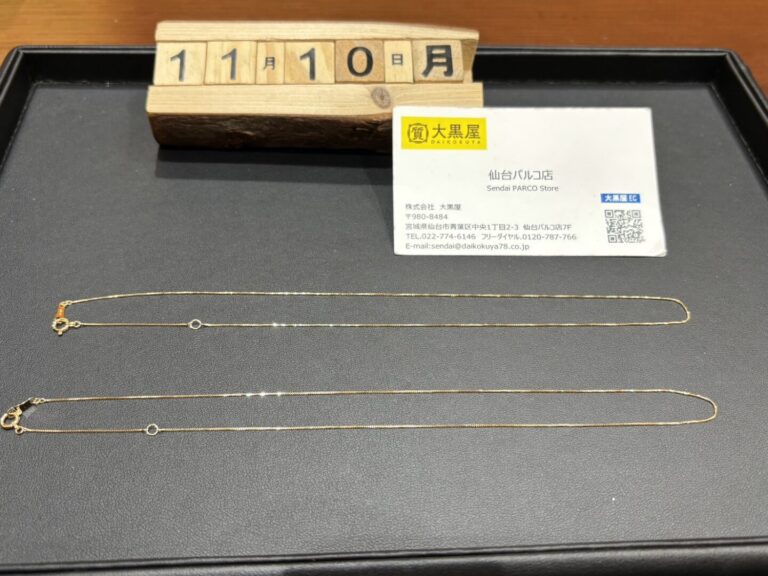 11月10日月
質 大黒屋
DAIKOKUYA
仙台パルコ店
Sendai PARCO Store
大黒屋 EC
株式会社 大黒屋
〒980-8484
宮城県仙台市青葉区中央1丁目2-3 仙台パルコ店7F
TEL.022-774-6146 フリーダイヤル.0120-787-766
E-mail:sendai@daikokuya78.co.jp